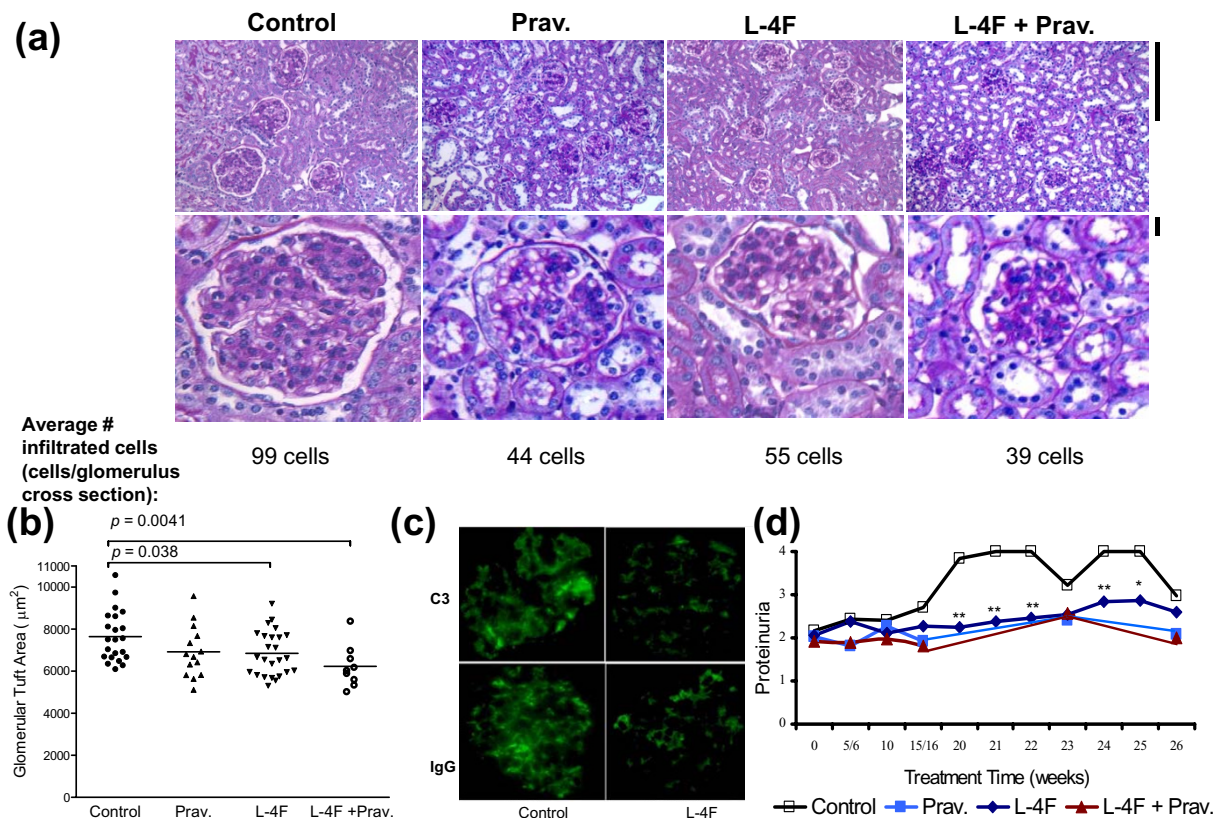 (a)
Control
Prav.
L-4F
L-4F + Prav.
Average #
infiltrated cells
(cells/glomerulus
cross section):
99 cells
44 cells
55 cells
39 cells
(b)
p = 0.0041
p = 0.038
Glomerular Tuft Area ( μm²)
11000
10000
8000
6000
4000
2000
0
Control
Prav.
L-4F
L-4F +Prav.
(c)
C3
IgG
Control
L-4F
(d)
Proteinuria
4
3
2
1
0
** ** ** ** *
0 5/6 10 15/16 20 21 22 23 24 25 26
Treatment Time (weeks)
Control Prav. L-4F L-4F + Prav.